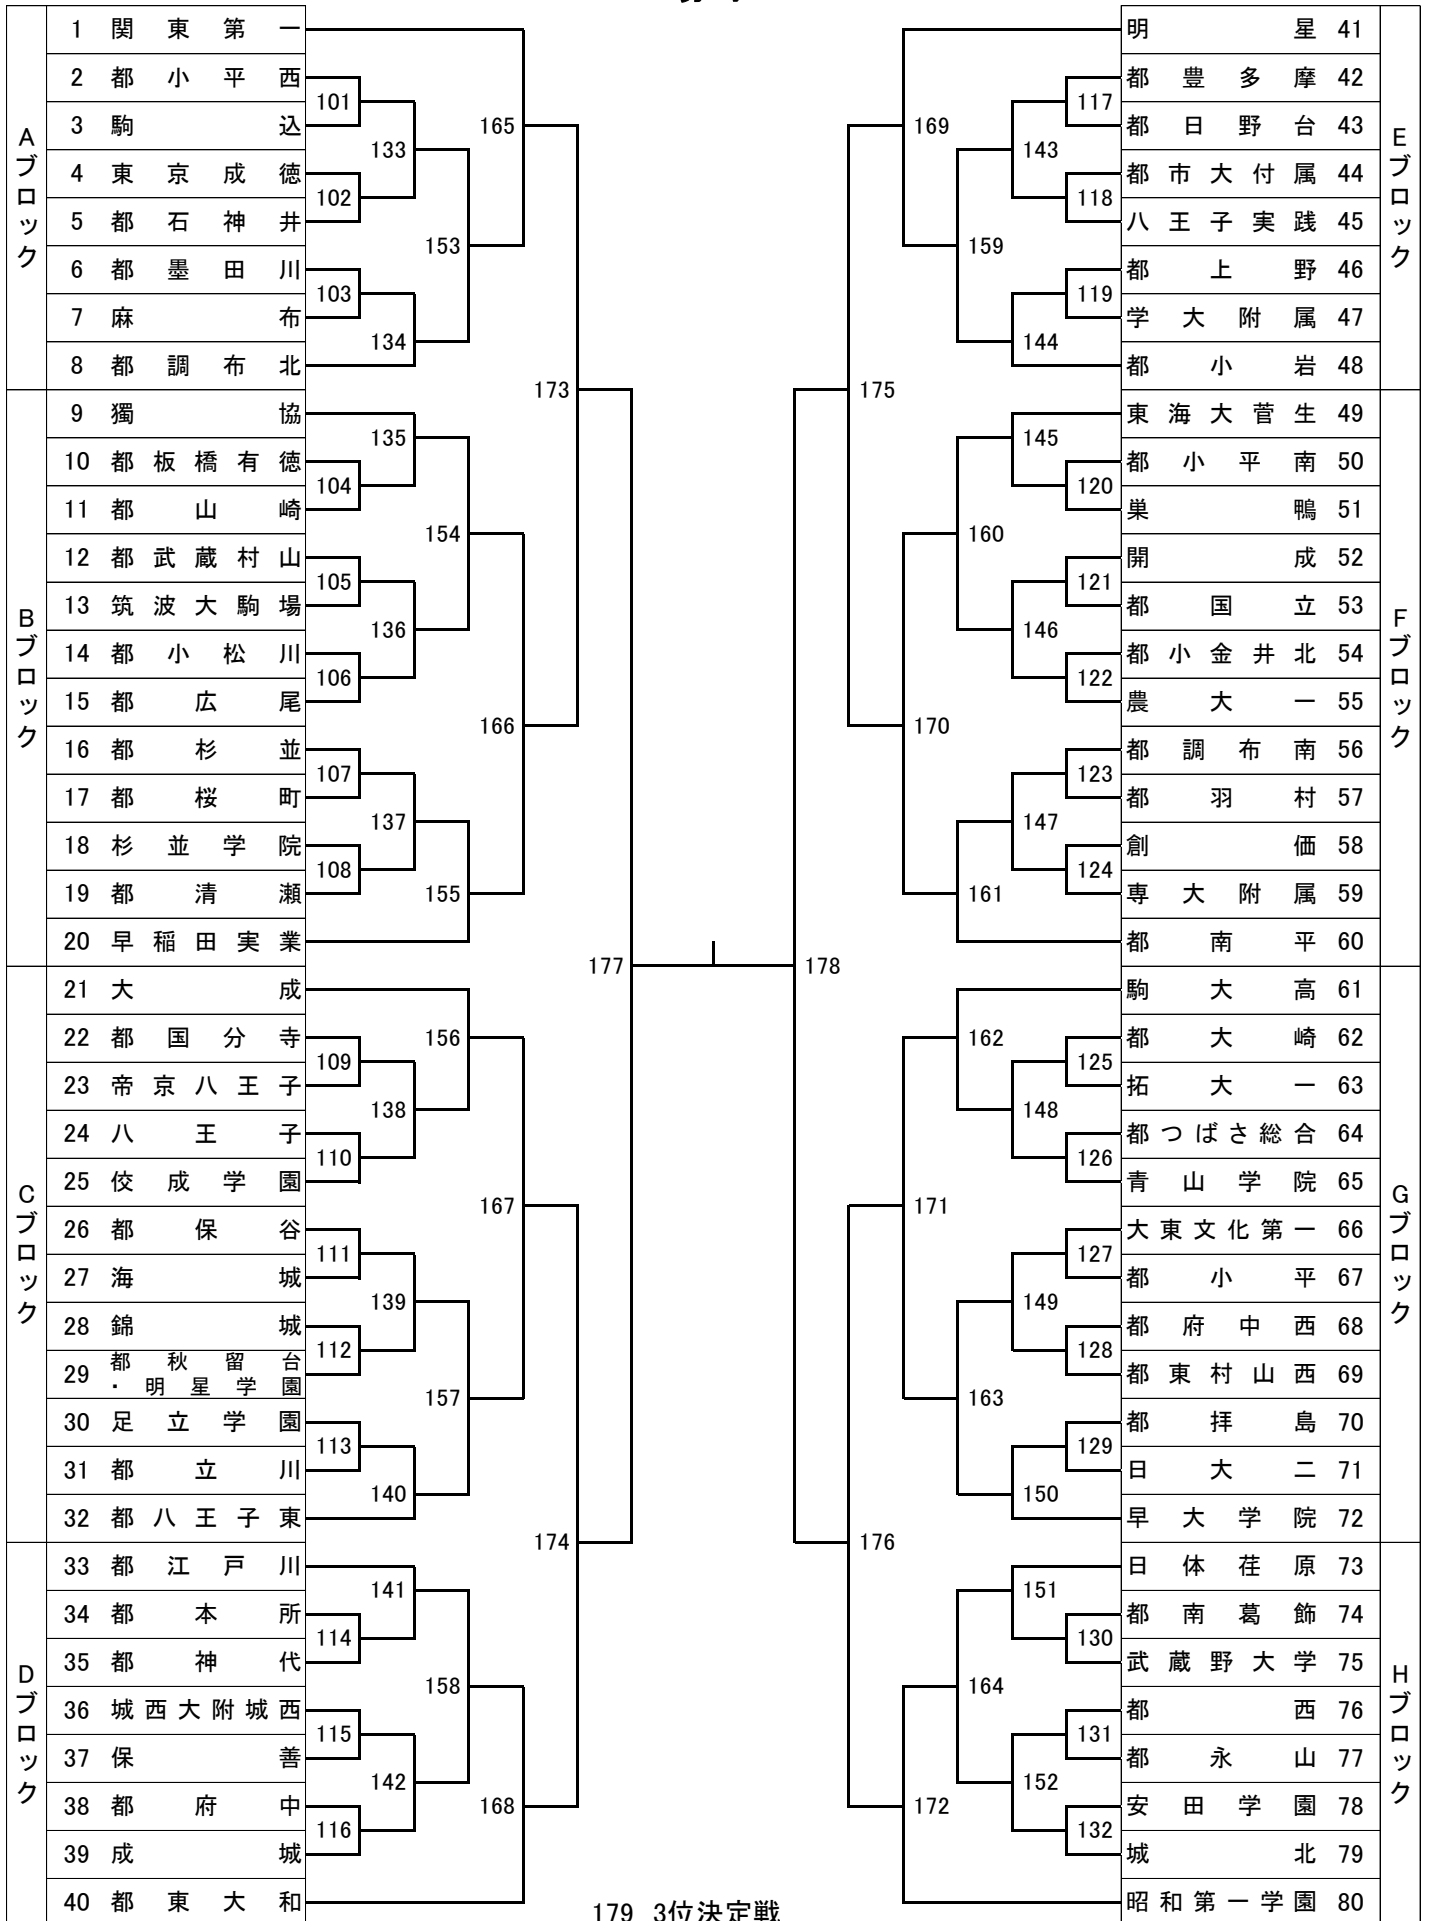 Aブロック
1 関東第一
2 都小平西
3 駒込
4 東京成徳
5 都石神井
6 都墨田川
7 麻布
8 都調布北
Bブロック
9 獨協
10 都板橋有徳
11 都山崎
12 都武蔵村山
13 筑波大駒場
14 都小松川
15 都広尾
16 都杉並
17 都桜町
18 杉並学院
19 都清瀬
20 早稲田実業
Cブロック
21 大成
22 都国分寺
23 帝京八王子
24 八王子
25 佼成学園
26 都保谷
27 海城
28 錦城
29 都秋留台
・明星学園
30 足立学園
31 都立川
32 都八王子東
Dブロック
33 都江戸川
34 都本所
35 都神代
36 城西大附城西
37 保善
38 都府中
39 成城
40 都東大和
101
102
103
104
105
106
107
108
109
110
111
112
113
114
115
116
133
134
135
136
137
138
139
140
141
142
153
154
155
156
157
158
165
166
167
168
173
174
177
178
175
176
169
170
171
172
159
160
161
162
163
164
143
144
145
146
147
148
149
150
151
152
117
118
119
120
121
122
123
124
125
126
127
128
129
130
131
132
明星 41
都豊多摩 42
都日野台 43
都市大付属 44
八王子実践 45
都上野 46
学大附属 47
都小岩 48
Eブロック
東海大菅生 49
都小平南 50
巣鴨 51
開成 52
都国立 53
都小金井北 54
農大一 55
都調布南 56
都羽村 57
創価 58
専大附属 59
都南平 60
Fブロック
駒大高 61
都大崎 62
拓大一 63
都つばさ総合 64
青山学院 65
大東文化第一 66
都小平 67
都府中西 68
都東村山西 69
都拝島 70
日大二 71
早大学院 72
Gブロック
日体荏原 73
都南葛飾 74
武蔵野大学 75
都西 76
都永山 77
安田学園 78
城北 79
昭和第一学園 80
Hブロック
179 3位決定戦